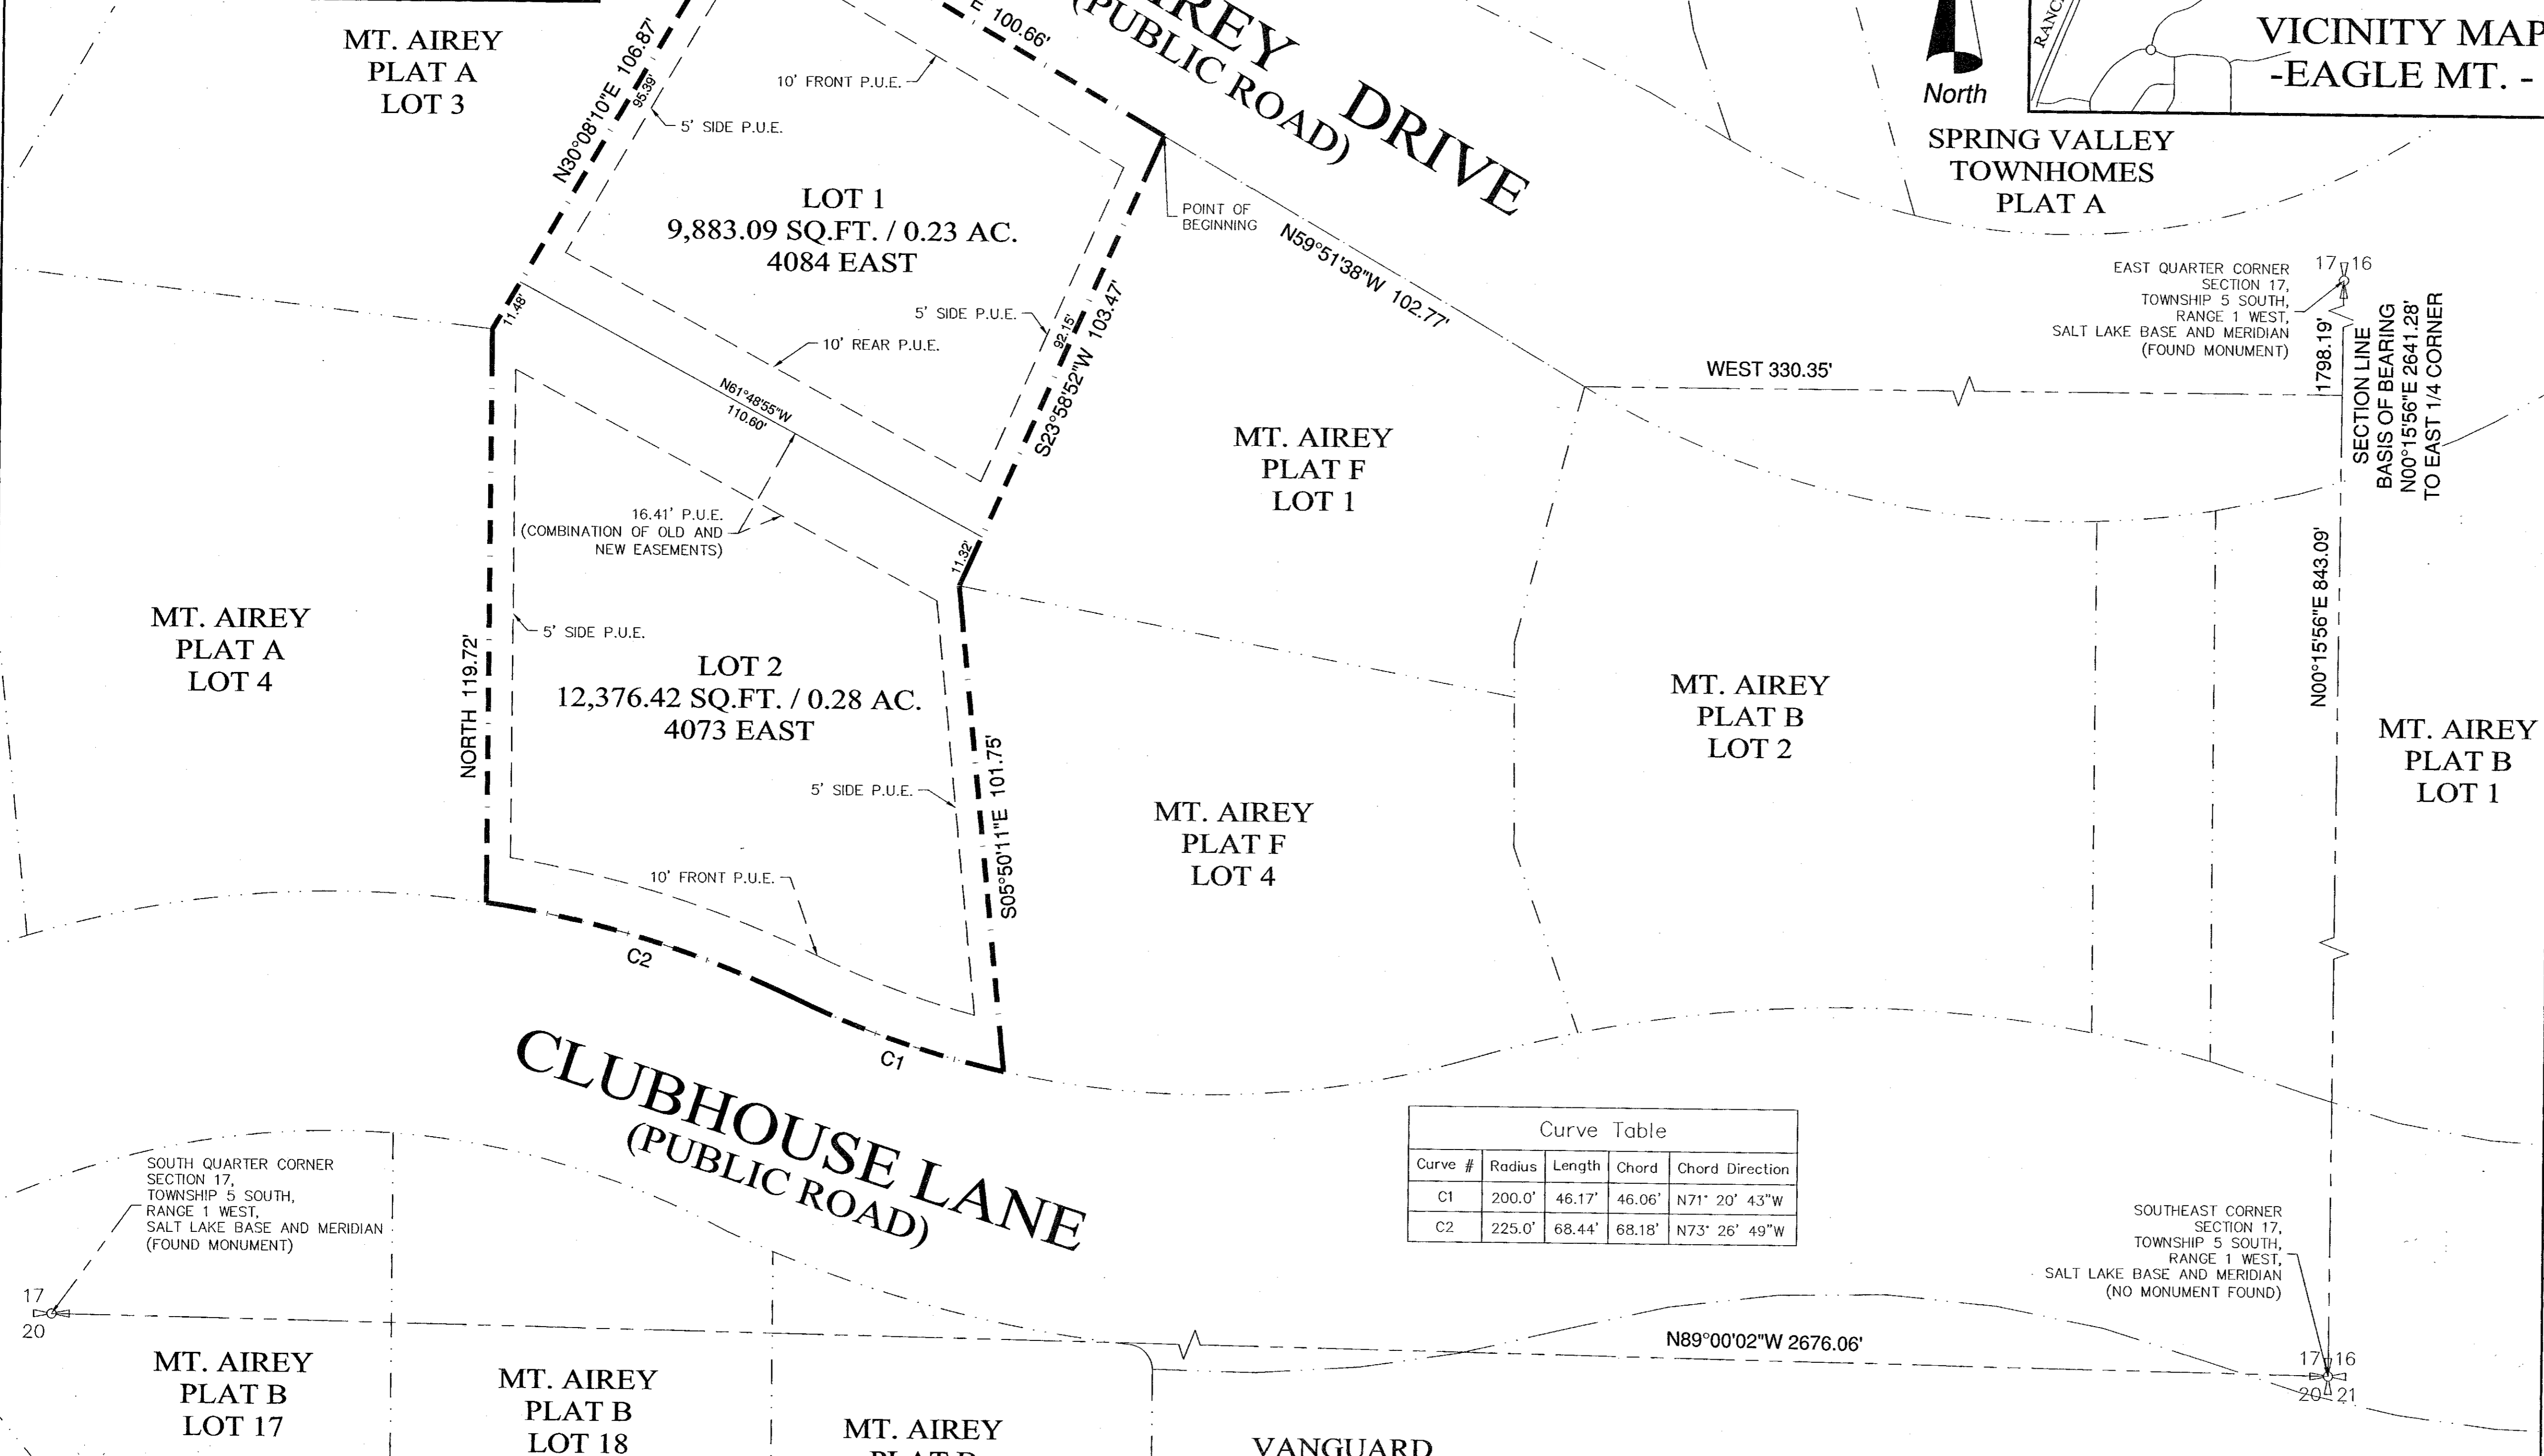 MT. AIREY
PLAT A
LOT 3
N30°08'10"E 106.87'
95.39'
11.48'
10' FRONT P.U.E.
5' SIDE P.U.E.
E 100.66'
(PUBLIC ROAD)
DRIVE
LOT 1
9,883.09 SQ.FT. / 0.23 AC.
4084 EAST
POINT OF
BEGINNING
N59°51'38"W 102.77'
5' SIDE P.U.E.
10' REAR P.U.E.
92.15'
S23°58'52"W 103.47'
11.32'
N61°48'55"W
110.60'
16.41' P.U.E.
(COMBINATION OF OLD AND
NEW EASEMENTS)
North
VICINITY MAP
-EAGLE MT. -
SPRING VALLEY
TOWNHOMES
PLAT A
EAST QUARTER CORNER
SECTION 17,
TOWNSHIP 5 SOUTH,
RANGE 1 WEST,
SALT LAKE BASE AND MERIDIAN
(FOUND MONUMENT)
17 16
1798.19'
SECTION LINE
BASIS OF BEARING
N00°15'56"E 2641.28'
TO EAST 1/4 CORNER
WEST 330.35'
N00°15'56"E 843.09'
MT. AIREY
PLAT F
LOT 1
MT. AIREY
PLAT A
LOT 4
NORTH 119.72'
5' SIDE P.U.E.
LOT 2
12,376.42 SQ.FT. / 0.28 AC.
4073 EAST
5' SIDE P.U.E.
S05°50'11"E 101.75'
10' FRONT P.U.E.
C2
C1
MT. AIREY
PLAT F
LOT 4
MT. AIREY
PLAT B
LOT 2
MT. AIREY
PLAT B
LOT 1
CLUBHOUSE LANE
(PUBLIC ROAD)
Curve Table
Curve # Radius Length Chord Chord Direction
C1 200.0' 46.17' 46.06' N71° 20' 43"W
C2 225.0' 68.44' 68.18' N73° 26' 49"W
SOUTH QUARTER CORNER
SECTION 17,
TOWNSHIP 5 SOUTH,
RANGE 1 WEST,
SALT LAKE BASE AND MERIDIAN
(FOUND MONUMENT)
17
20
SOUTHEAST CORNER
SECTION 17,
TOWNSHIP 5 SOUTH,
RANGE 1 WEST,
SALT LAKE BASE AND MERIDIAN
(NO MONUMENT FOUND)
N89°00'02"W 2676.06'
17 16
20 21
MT. AIREY
PLAT B
LOT 17
MT. AIREY
PLAT B
LOT 18
MT. AIREY
VANGUARD